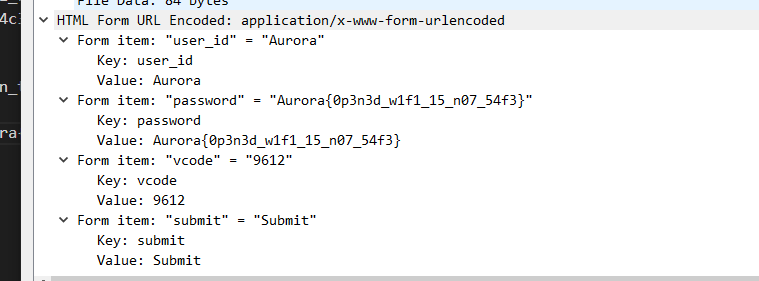 File Data: 84 bytes
HTML Form URL Encoded: application/x-www-form-urlencoded
Form item: "user_id" = "Aurora"
Key: user_id
Value: Aurora
Form item: "password" = "Aurora{0p3n3d_w1f1_15_n07_54f3}"
Key: password
Value: Aurora{0p3n3d_w1f1_15_n07_54f3}
Form item: "vcode" = "9612"
Key: vcode
Value: 9612
Form item: "submit" = "Submit"
Key: submit
Value: Submit